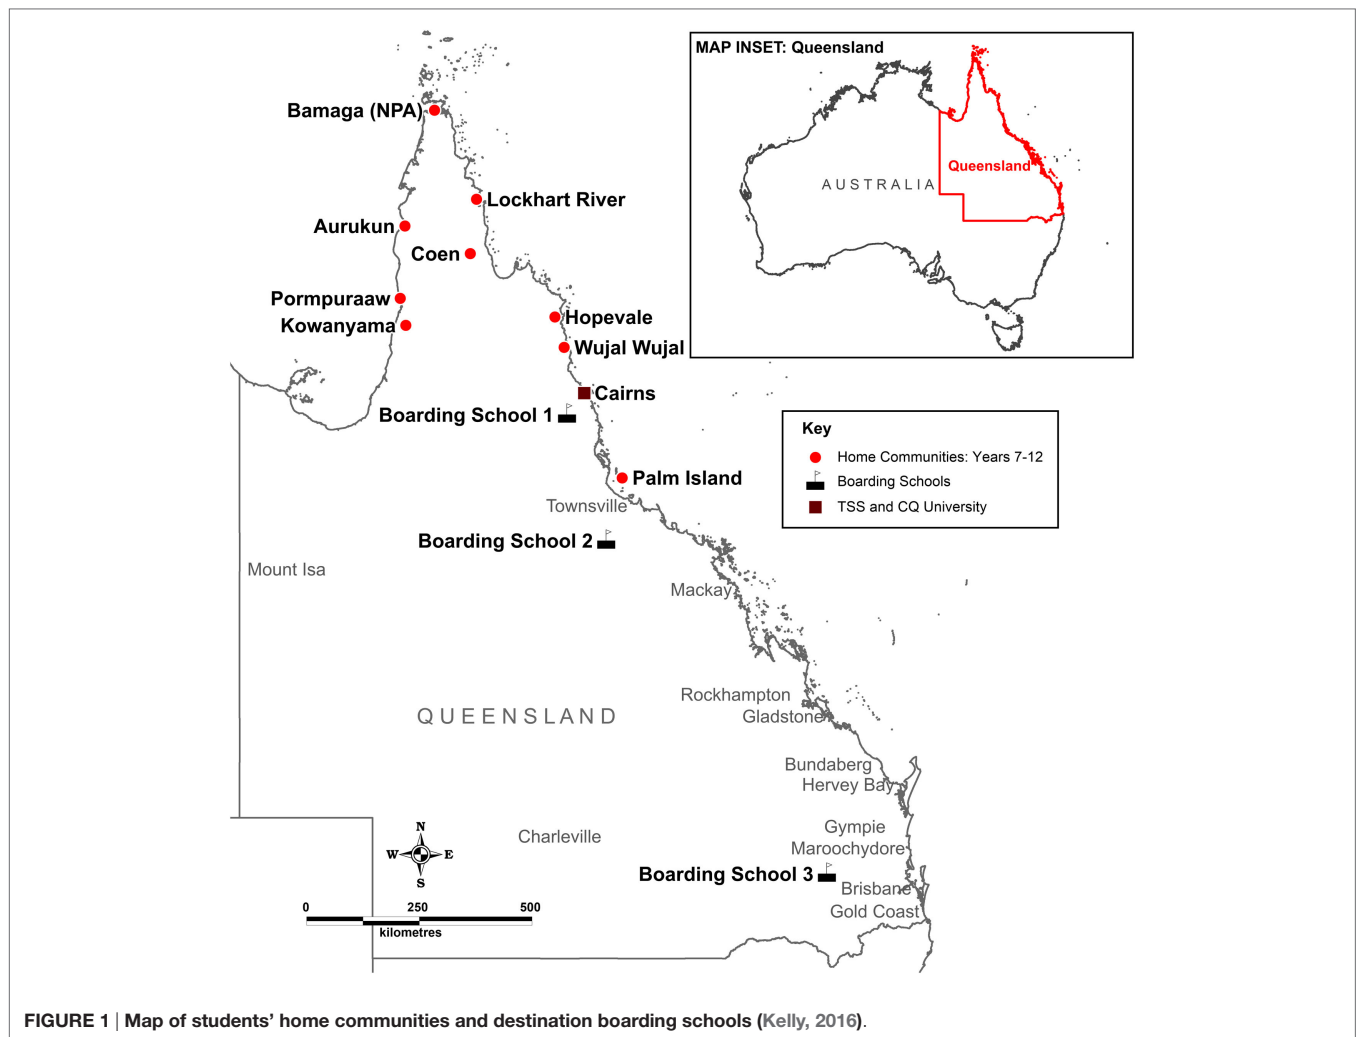 MAP INSET: Queensland
AUSTRALIA
Queensland
Bamaga (NPA)
Lockhart River
Aurukun
Coen
Pormpuraaw
Hopevale
Kowanyama
Wujal Wujal
Cairns
Boarding School 1
Key
Home Communities: Years 7-12
Boarding Schools
TSS and CQ University
Palm Island
Townsville
Boarding School 2
Mount Isa
Mackay
Rockhampton
QUEENSLAND
Gladstone
Bundaberg
Hervey Bay
Gympie
Charleville
Maroochydore
Boarding School 3
Brisbane
Gold Coast
N
W E
S
0 250 500
kilometres
FIGURE 1 | Map of students’ home communities and destination boarding schools (Kelly, 2016).